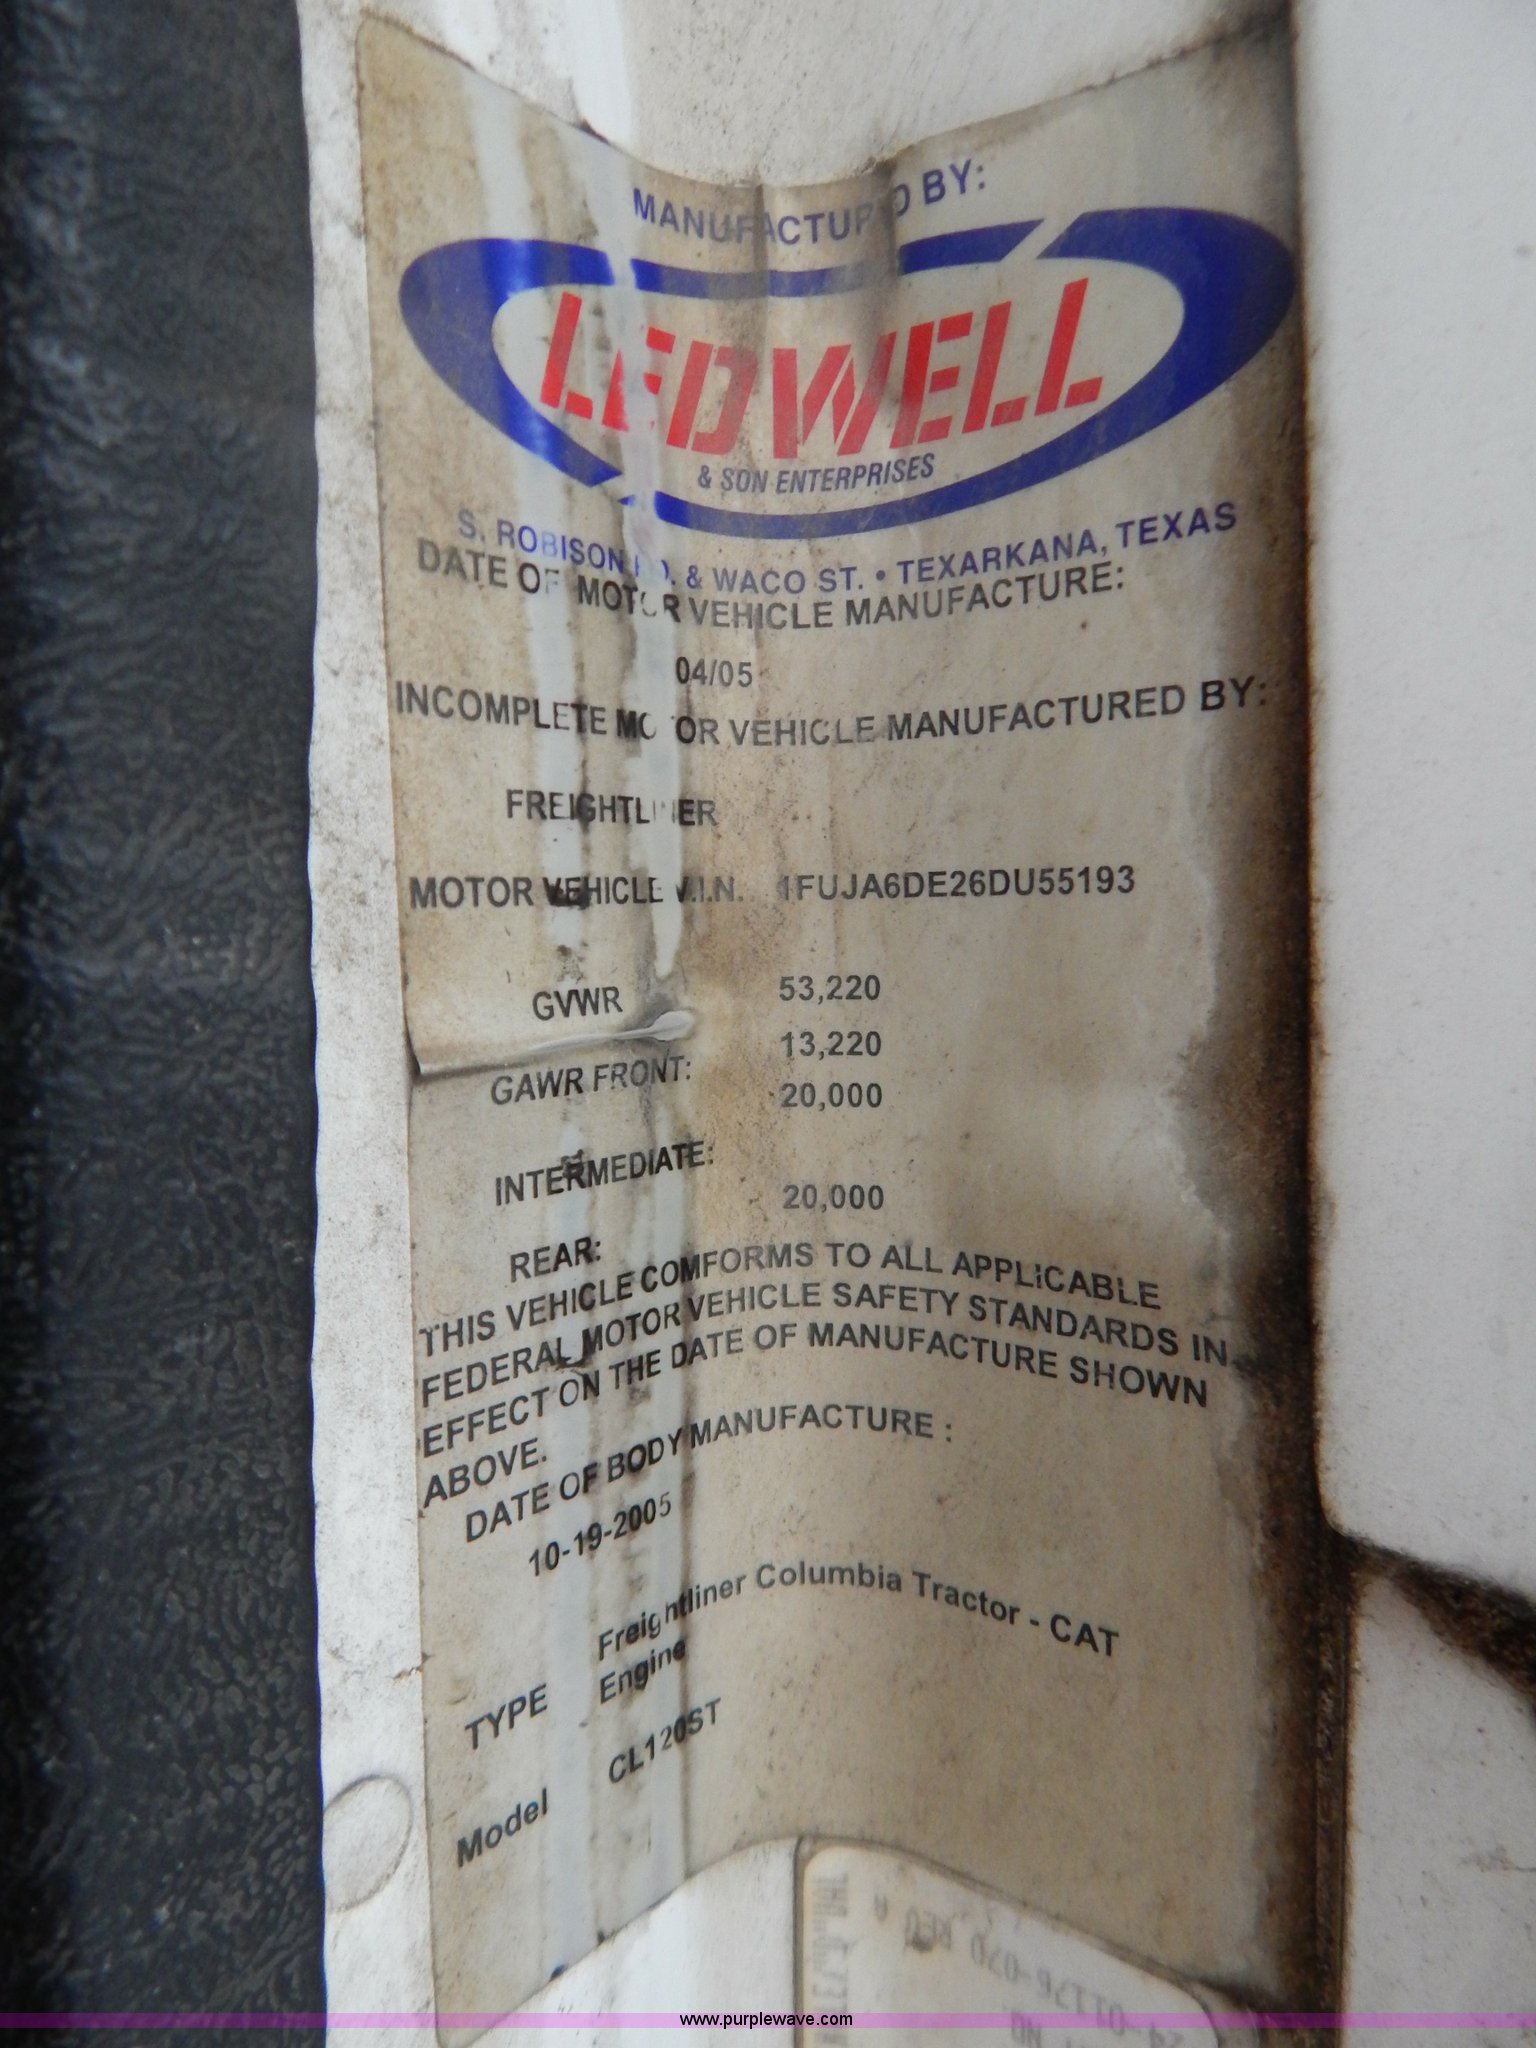 MANUFACTURED BY:
LEDWELL
& SON ENTERPRISES
S. ROBISON RD. & WACO ST. • TEXARKANA, TEXAS
DATE OF MOTOR VEHICLE MANUFACTURE:
04/05
INCOMPLETE MOTOR VEHICLE MANUFACTURED BY:
FREIGHTLINER
MOTOR VEHICLE V.I.N. 1FUJA6DE26DU55193
GVWR 53,220
GAWR FRONT: 13,220
INTERMEDIATE: 20,000
REAR: 20,000
THIS VEHICLE COMFORMS TO ALL APPLICABLE
FEDERAL MOTOR VEHICLE SAFETY STANDARDS IN
EFFECT ON THE DATE OF MANUFACTURE SHOWN
ABOVE.
DATE OF BODY MANUFACTURE :
10-19-2005
TYPE Freightliner Columbia Tractor - CAT
Engine
Model CL120ST
24-01126-020 REV
www.purplewave.com